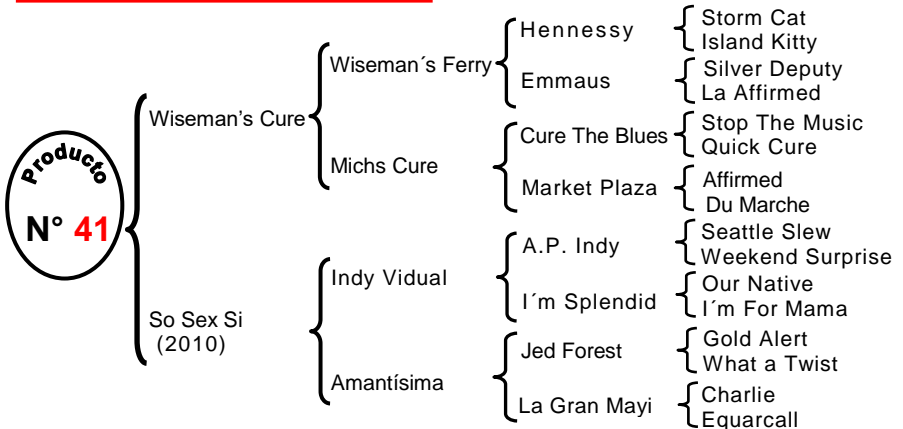 Producto
N° 41
Wiseman's Cure
So Sex Si
(2010)
Wiseman´s Ferry
Michs Cure
Indy Vidual
Amantísima
Hennessy
Emmaus
Cure The Blues
Market Plaza
A.P. Indy
I´m Splendid
Jed Forest
La Gran Mayi
Storm Cat
Island Kitty
Silver Deputy
La Affirmed
Stop The Music
Quick Cure
Affirmed
Du Marche
Seattle Slew
Weekend Surprise
Our Native
I´m For Mama
Gold Alert
What a Twist
Charlie
Equarcall